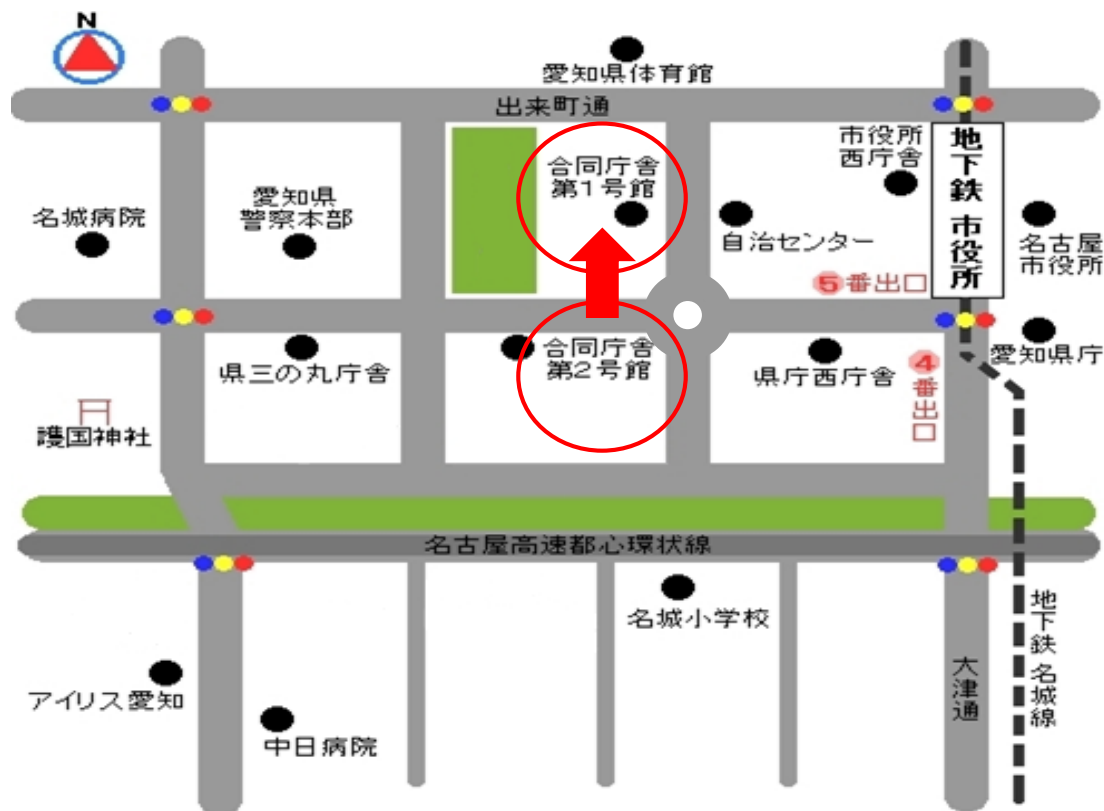 N
愛知県体育館
出来町通
市役所
西庁舎
地下鉄 市役所
合同庁舎
第1号館
愛知県
警察本部
名城病院
自治センター
名古屋
市役所
5番出口
合同庁舎
第2号館
県三の丸庁舎
県庁西庁舎
愛知県庁
4番出口
護国神社
名古屋高速都心環状線
名城小学校
地下鉄 名城線
大津通
アイリス愛知
中日病院